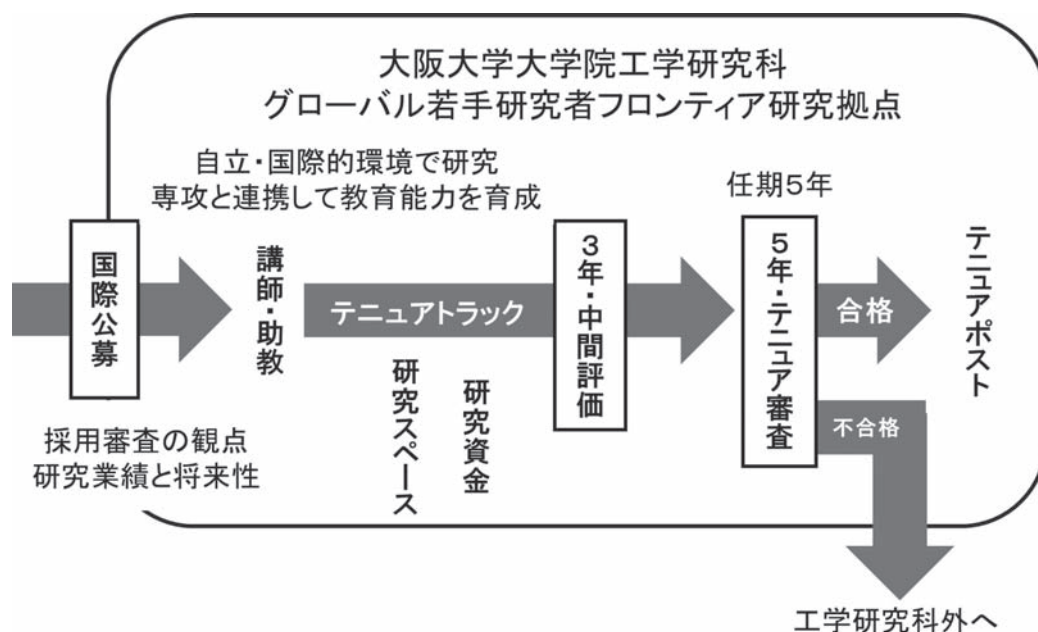 大阪大学大学院工学研究科
グローバル若手研究者フロンティア研究拠点
自立・国際的環境で研究
専攻と連携して教育能力を育成
任期5年
国際公募
講師・助教
テニュアトラック
3年・中間評価
5年・テニュア審査
合格
テニュアポスト
研究スペース
研究資金
不合格
採用審査の観点
研究業績と将来性
工学研究科外へ